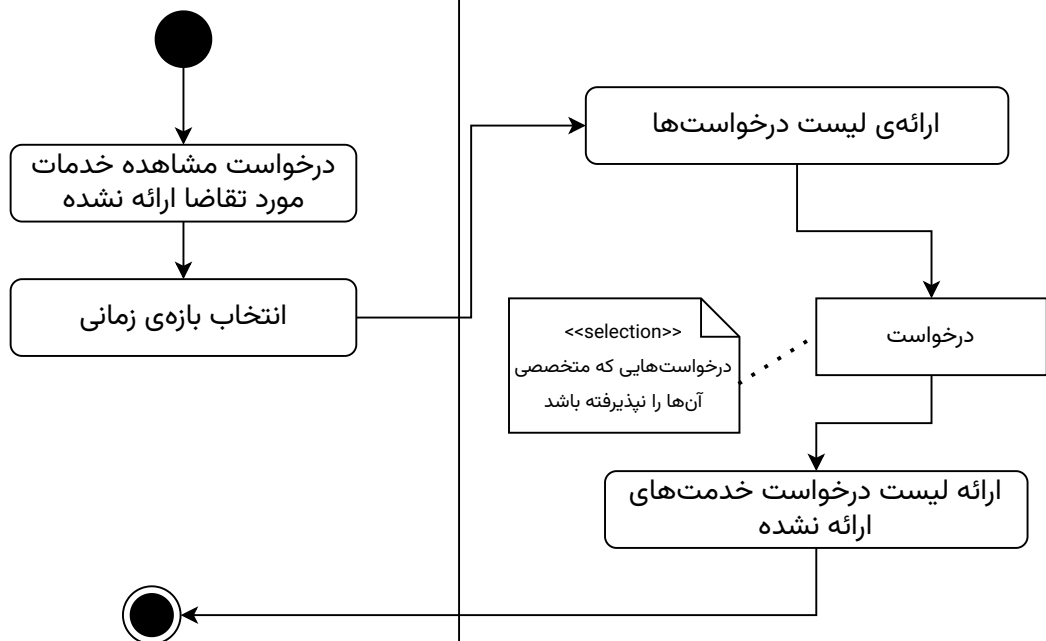 درخواست مشاهده خدمات
مورد تقاضا ارائه نشده
انتخاب بازه‌ی زمانی
ارائه‌ی لیست درخواست‌ها
درخواست
<<selection>>
درخواست‌هایی که متخصصی
آن‌ها را نپذیرفته باشد
ارائه لیست درخواست خدمت‌های
ارائه نشده